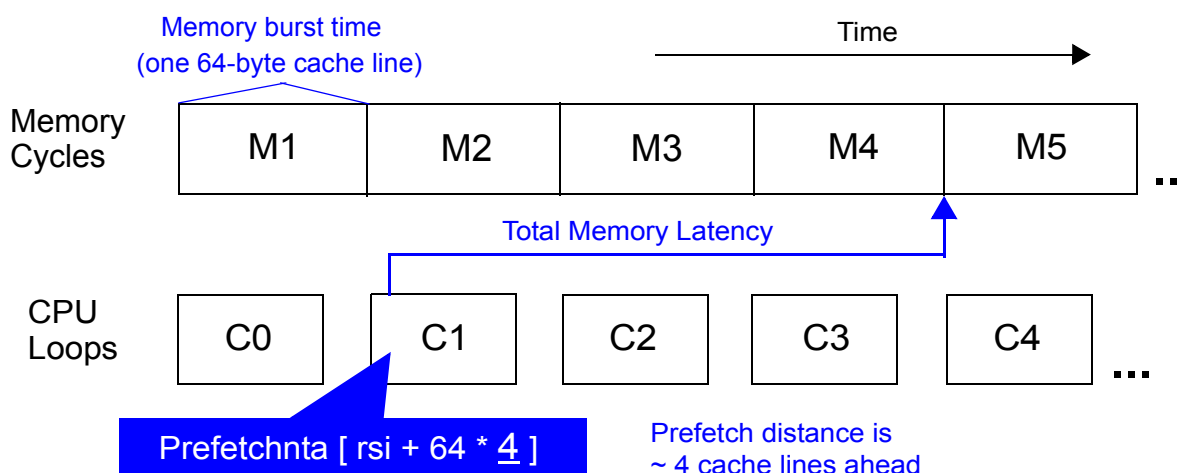 Memory burst time
(one 64-byte cache line)
Time
Memory
Cycles
M1
M2
M3
M4
M5
..
Total Memory Latency
CPU
Loops
C0
C1
C2
C3
C4
...
Prefetchnta [ rsi + 64 * 4 ]
Prefetch distance is
~ 4 cache lines ahead